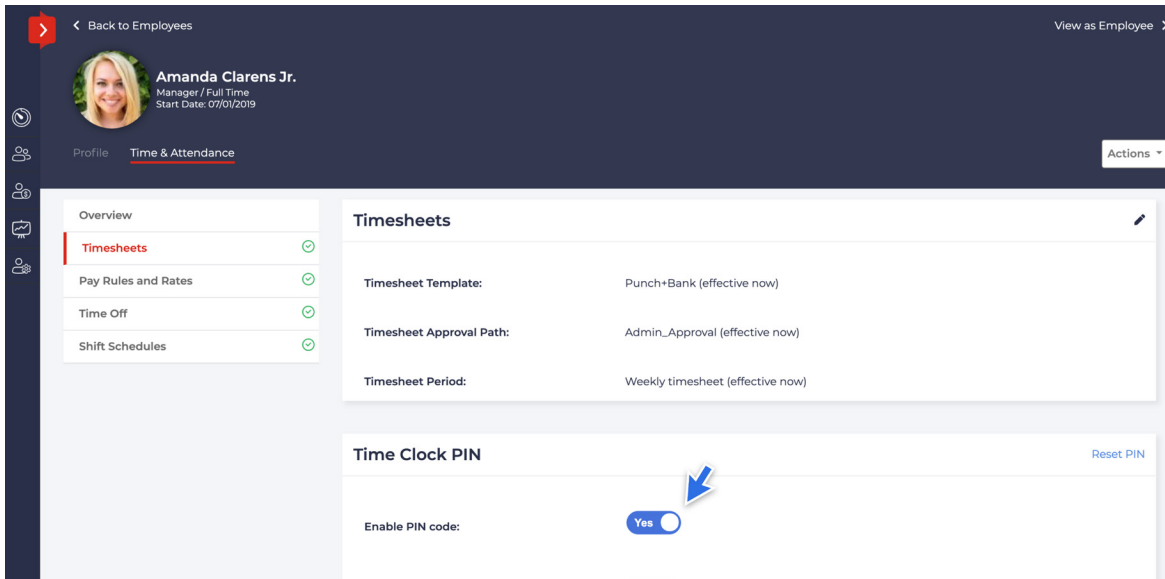 Back to Employees
View as Employee
Amanda Clarens Jr.
Manager / Full Time
Start Date: 07/01/2019
Profile
Time & Attendance
Actions
Overview
Timesheets
Pay Rules and Rates
Time Off
Shift Schedules
Timesheets
Timesheet Template:
Punch+Bank (effective now)
Timesheet Approval Path:
Admin_Approval (effective now)
Timesheet Period:
Weekly timesheet (effective now)
Time Clock PIN
Reset PIN
Enable PIN code:
Yes